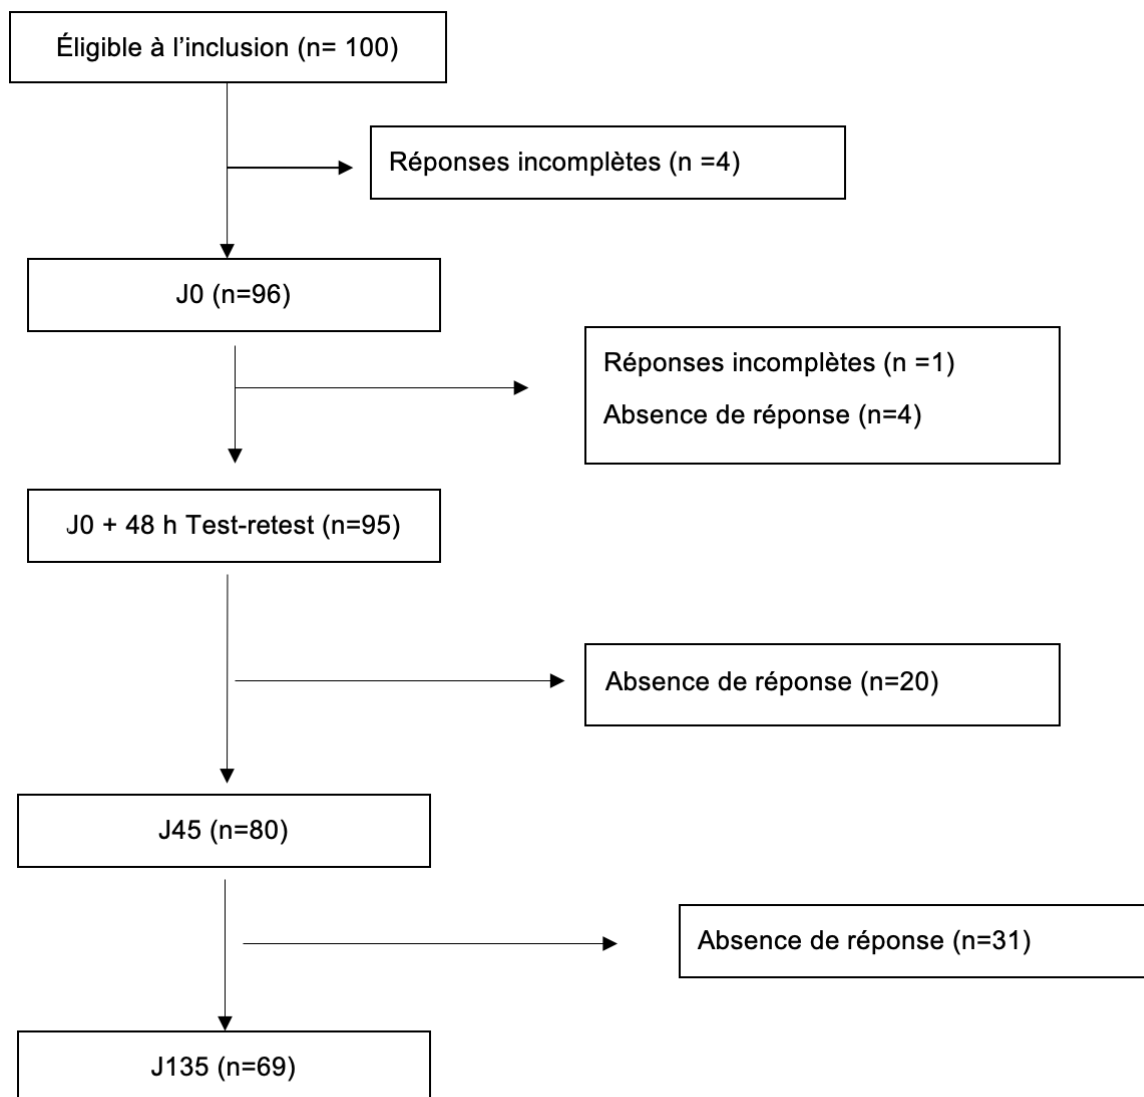 Éligible à l’inclusion (n= 100)
Réponses incomplètes (n =4)
J0 (n=96)
Réponses incomplètes (n =1)
Absence de réponse (n=4)
J0 + 48 h Test-retest (n=95)
Absence de réponse (n=20)
J45 (n=80)
Absence de réponse (n=31)
J135 (n=69)